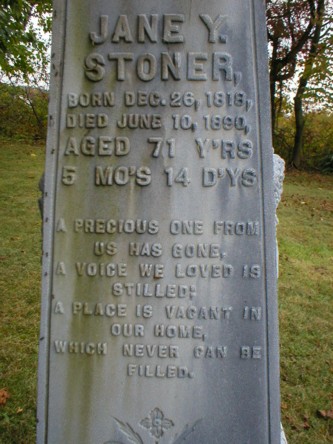 JANE Y.
STONER,
BORN DEC. 26, 1818,
DIED JUNE 10, 1890,
AGED 71 Y'RS
5 MO'S 14 D'YS
A PRECIOUS ONE FROM
US HAS GONE,
A VOICE WE LOVED IS
STILLED;
A PLACE IS VACANT IN
OUR HOME,
WHICH NEVER CAN BE
FILLED.